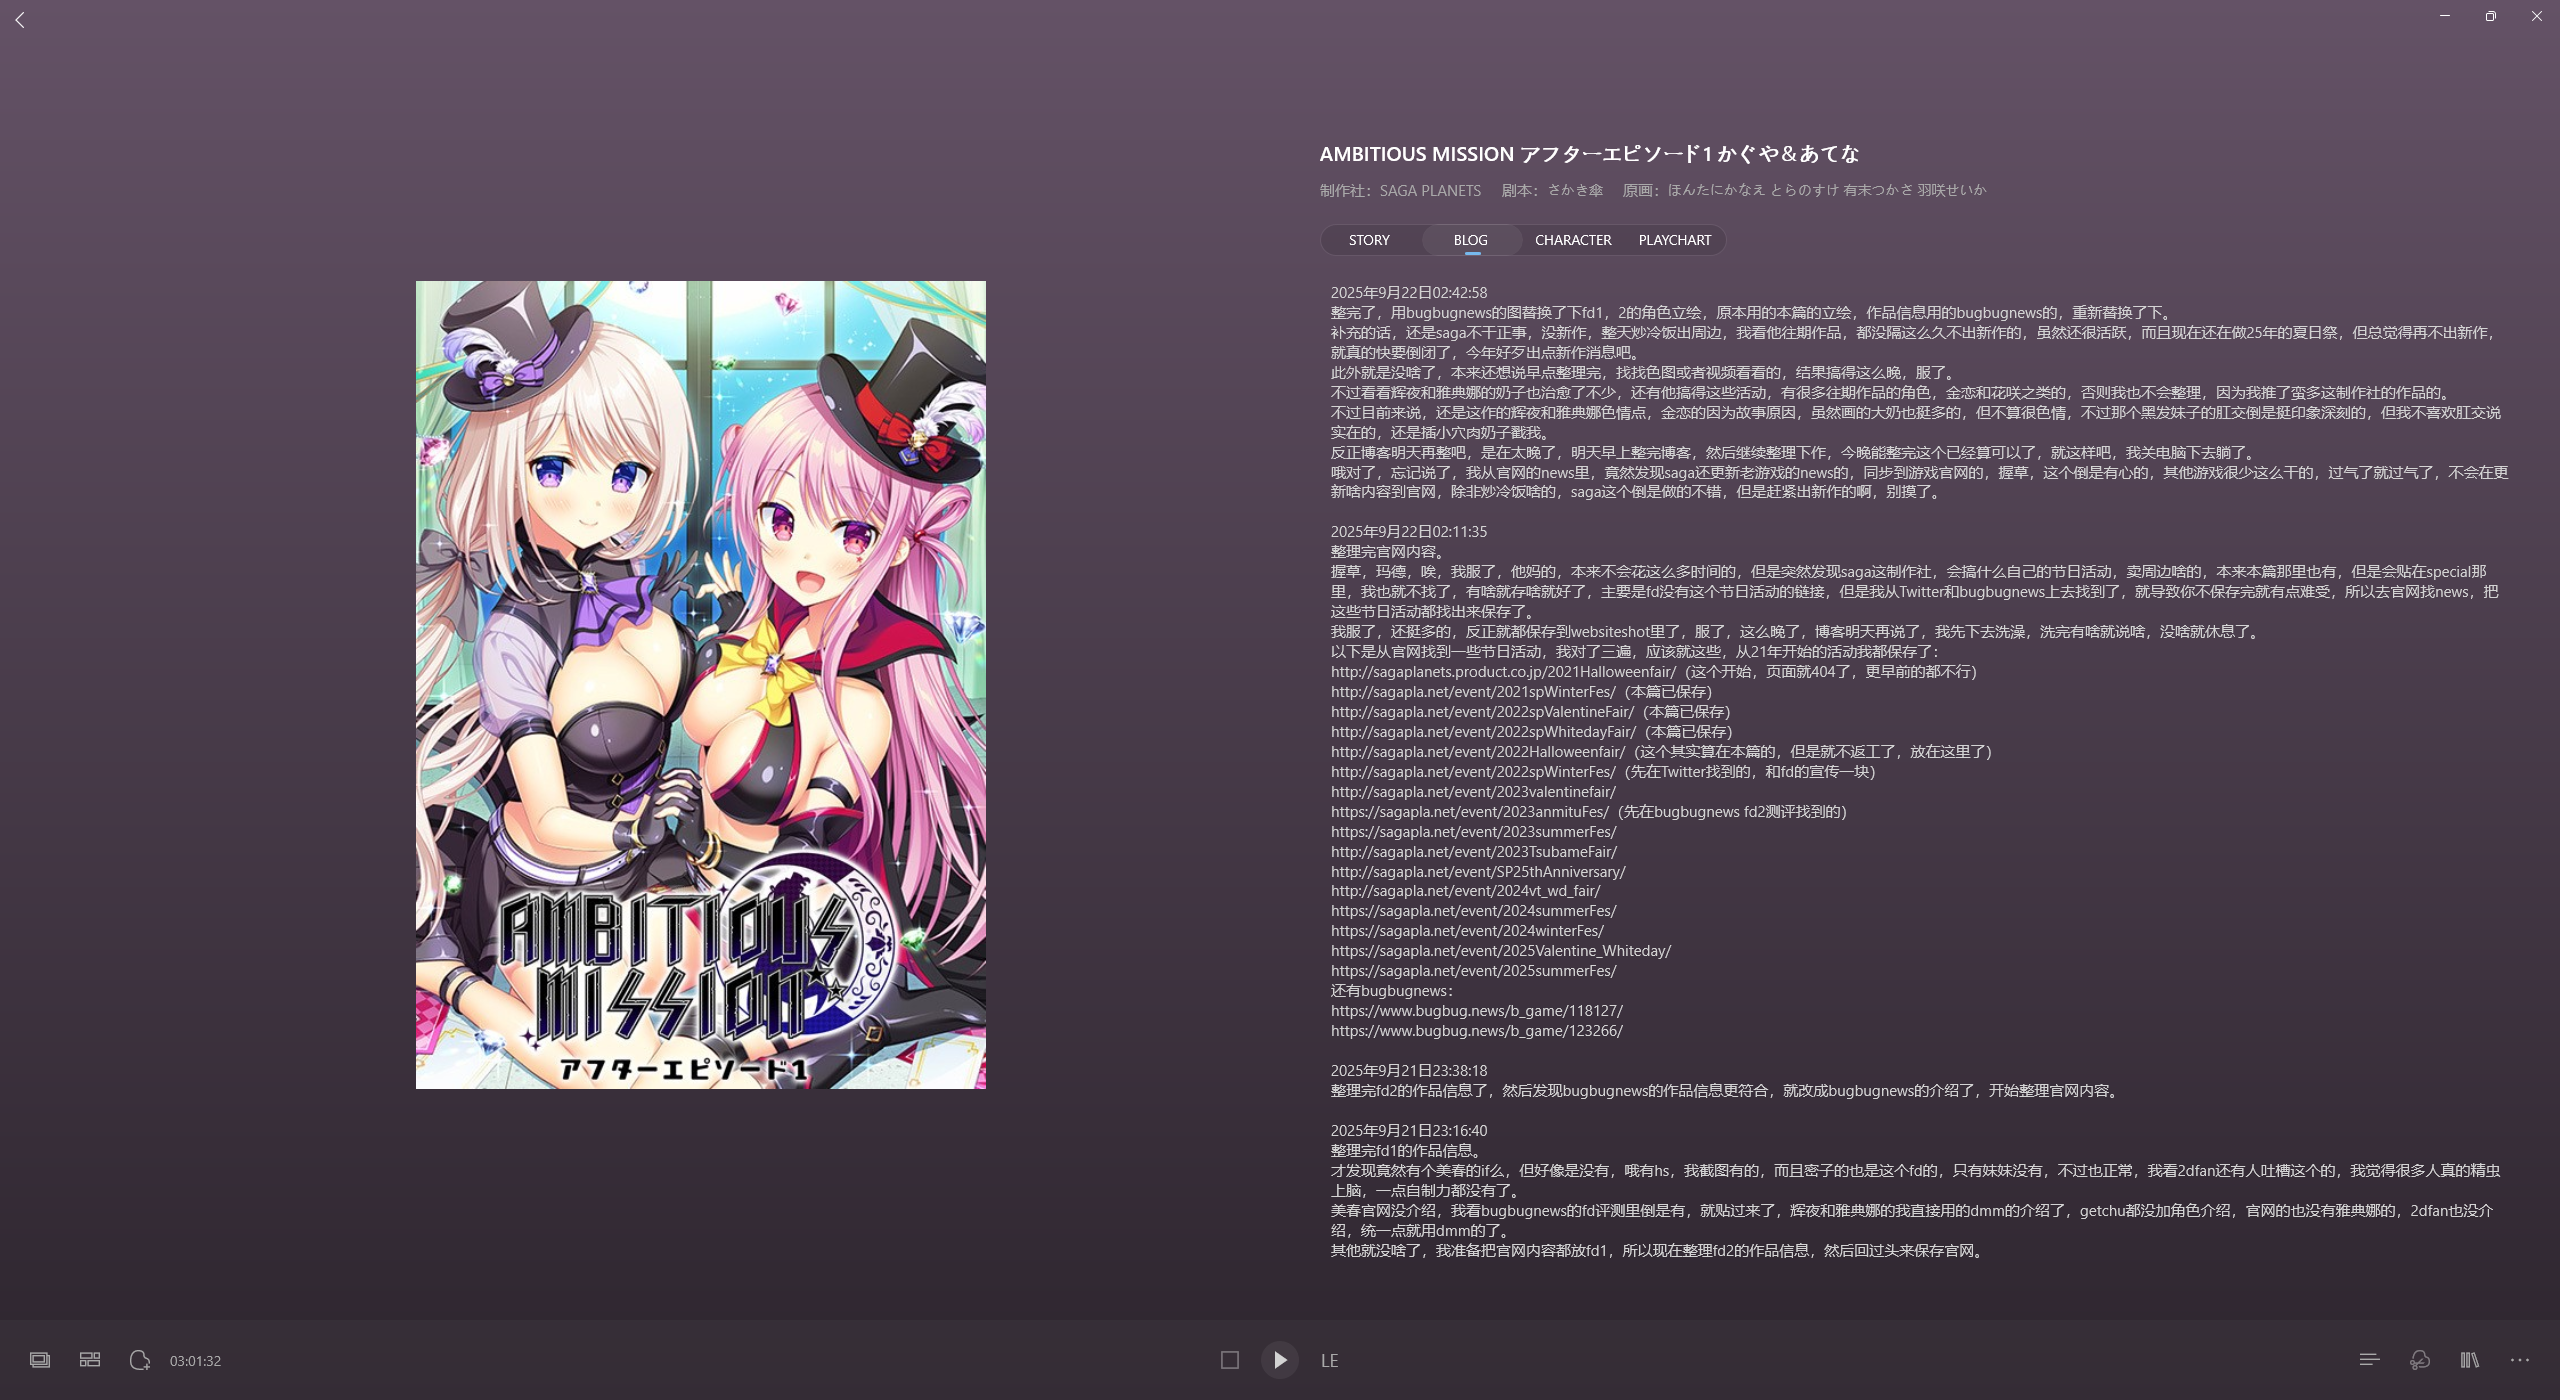 AMBITIOUS MISSION アフターエピソード1 かぐや＆あてな
制作社：SAGA PLANETS 剧本：さかき傘 原画：ほんたにかなえ とらのすけ 有末つかさ 羽咲せいか
STORY BLOG CHARACTER PLAYCHART
2025年9月22日02:42:58
整完了，用bugbugnews的图替换了下fd1，2的角色立绘，原本用的本篇的立绘，作品信息用的bugbugnews的，重新替换了下。
补充的话，还是saga不干正事，没新作，整天炒冷饭出周边，我看他往期作品，都没隔这么久不出新作的，虽然还很活跃，而且现在还在做25年的夏日祭，但总觉得再不出新作，
就真的快要倒闭了，今年好歹出点新作消息吧。
此外就是没啥了，本来还想说早点整理完，找找色图或者视频看看的，结果搞得这么晚，服了。
不过看看辉夜和雅典娜的奶子也治愈了不少，还有他搞得这些活动，有很多往期作品的角色，金恋和花咲之类的，否则我也不会整理，因为我推了蛮多这制作社的作品的。
不过目前来说，还是这作的辉夜和雅典娜色情点，金恋的因为故事原因，虽然画的大奶也挺多的，但不算很色情，不过那个黑发妹子的肛交倒是挺印象深刻的，但我不喜欢肛交说
实在的，还是插小穴肉奶子戳我。
反正博客明天再整吧，是在太晚了，明天早上整完博客，然后继续整理下作，今晚能整完这个已经算可以了，就这样吧，我关电脑下去躺了。
哦对了，忘记说了，我从官网的news里，竟然发现saga还更新老游戏的news的，同步到游戏官网的，握草，这个倒是有心的，其他游戏很少这么干的，过气了就过气了，不会在更
新啥内容到官网，除非炒冷饭啥的，saga这个倒是做的不错，但是赶紧出新作的啊，别摸了。
2025年9月22日02:11:35
整理完官网内容。
握草，玛德，唉，我服了，他妈的，本来不会花这么多时间的，但是突然发现saga这制作社，会搞什么自己的节日活动，卖周边啥的，本来本篇那里也有，但是会贴在special那
里，我也就不找了，有啥就存啥就好了，主要是fd没有这个节日活动的链接，但是我从Twitter和bugbugnews上去找到了，就导致你不保存完就有点难受，所以去官网找news，把
这些节日活动都找出来保存了。
我服了，还挺多的，反正就都保存到websiteshot里了，服了，这么晚了，博客明天再说了，我先下去洗澡，洗完有啥就说啥，没啥就休息了。
以下是从官网找到一些节日活动，我对了三遍，应该就这些，从21年开始的活动我都保存了：
http://sagaplanets.product.co.jp/2021Halloweenfair/（这个开始，页面就404了，更早前的都不行）
http://sagapla.net/event/2021spWinterFes/（本篇已保存）
http://sagapla.net/event/2022spValentineFair/（本篇已保存）
http://sagapla.net/event/2022spWhitedayFair/（本篇已保存）
http://sagapla.net/event/2022Halloweenfair/（这个其实算在本篇的，但是就不返工了，放在这里了）
http://sagapla.net/event/2022spWinterFes/（先在Twitter找到的，和fd的宣传一块）
http://sagapla.net/event/2023valentinefair/
https://sagapla.net/event/2023anmituFes/（先在bugbugnews fd2测评找到的）
https://sagapla.net/event/2023summerFes/
http://sagapla.net/event/2023TsubameFair/
https://sagapla.net/event/SP25thAnniversary/
http://sagapla.net/event/2024vt_wd_fair/
https://sagapla.net/event/2024summerFes/
https://sagapla.net/event/2024winterFes/
https://sagapla.net/event/2025Valentine_Whiteday/
https://sagapla.net/event/2025summerFes/
还有bugbugnews：
https://www.bugbug.news/b_game/118127/
https://www.bugbug.news/b_game/123266/
2025年9月21日23:38:18
整理完fd2的作品信息了，然后发现bugbugnews的作品信息更符合，就改成bugbugnews的介绍了，开始整理官网内容。
2025年9月21日23:16:40
整理完fd1的作品信息。
才发现竟然有个美春的if么，但好像是没有，哦有hs，我截图有的，而且密子的也是这个fd的，只有妹妹没有，不过也正常，我看2dfan还有人吐槽这个的，我觉得很多人真的精虫
上脑，一点自制力都没有了。
美春官网没介绍，我看bugbugnews的fd评测里倒是有，就贴过来了，辉夜和雅典娜的我直接用的dmm的介绍了，getchu都没加角色介绍，官网的也没有雅典娜的，2dfan也没介
绍，统一点就用dmm的了。
其他就没啥了，我准备把官网内容都放fd1，所以现在整理fd2的作品信息，然后回过头来保存官网。
AMBITIOUS
MISSION
アフターエピソード1
03:01:32
LE